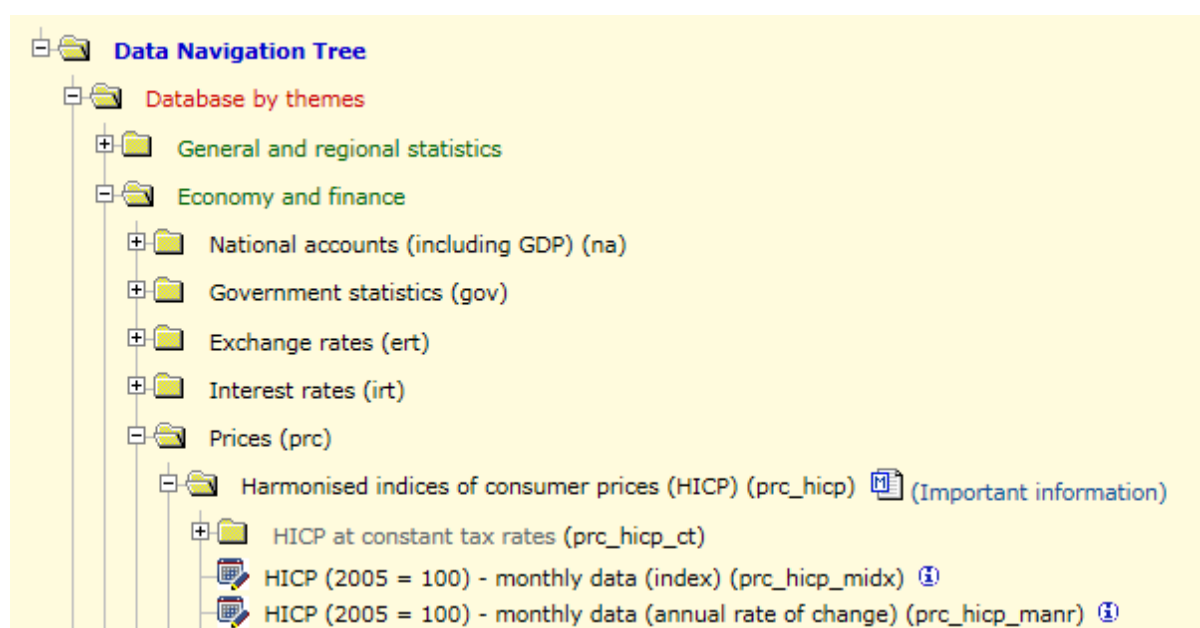 Data Navigation Tree
Database by themes
General and regional statistics
Economy and finance
National accounts (including GDP) (na)
Government statistics (gov)
Exchange rates (ert)
Interest rates (irt)
Prices (prc)
Harmonised indices of consumer prices (HICP) (prc_hicp) M (Important information)
HICP at constant tax rates (prc_hicp_ct)
HICP (2005 = 100) - monthly data (index) (prc_hicp_midx) i
HICP (2005 = 100) - monthly data (annual rate of change) (prc_hicp_manr) i